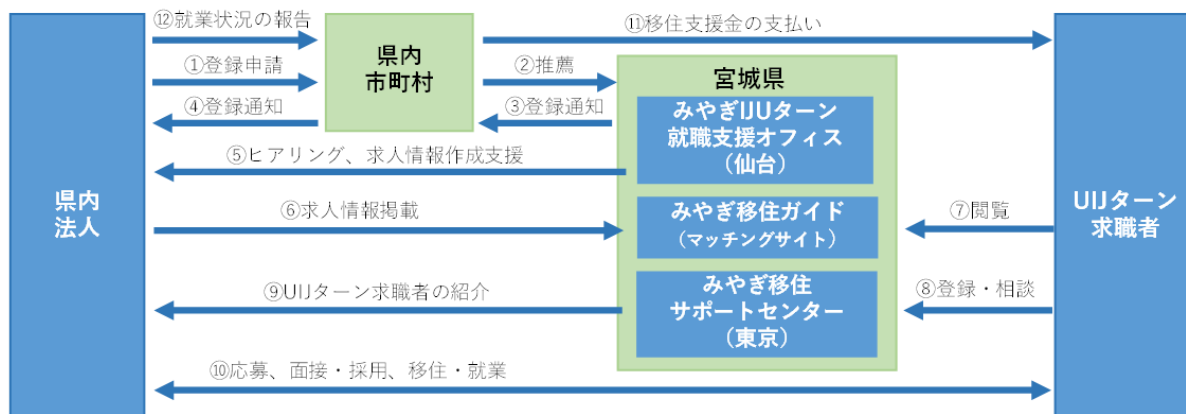 ⑫就業状況の報告
⑪移住支援金の支払い
県内
市町村
①登録申請
②推薦
宮城県
④登録通知
③登録通知
みやぎIJUターン
就職支援オフィス
（仙台）
⑤ヒアリング、求人情報作成支援
県内
法人
⑥求人情報掲載
みやぎ移住ガイド
（マッチングサイト）
⑦閲覧
UIJターン
求職者
⑨UIJターン求職者の紹介
みやぎ移住
サポートセンター
（東京）
⑧登録・相談
⑩応募、面接・採用、移住・就業